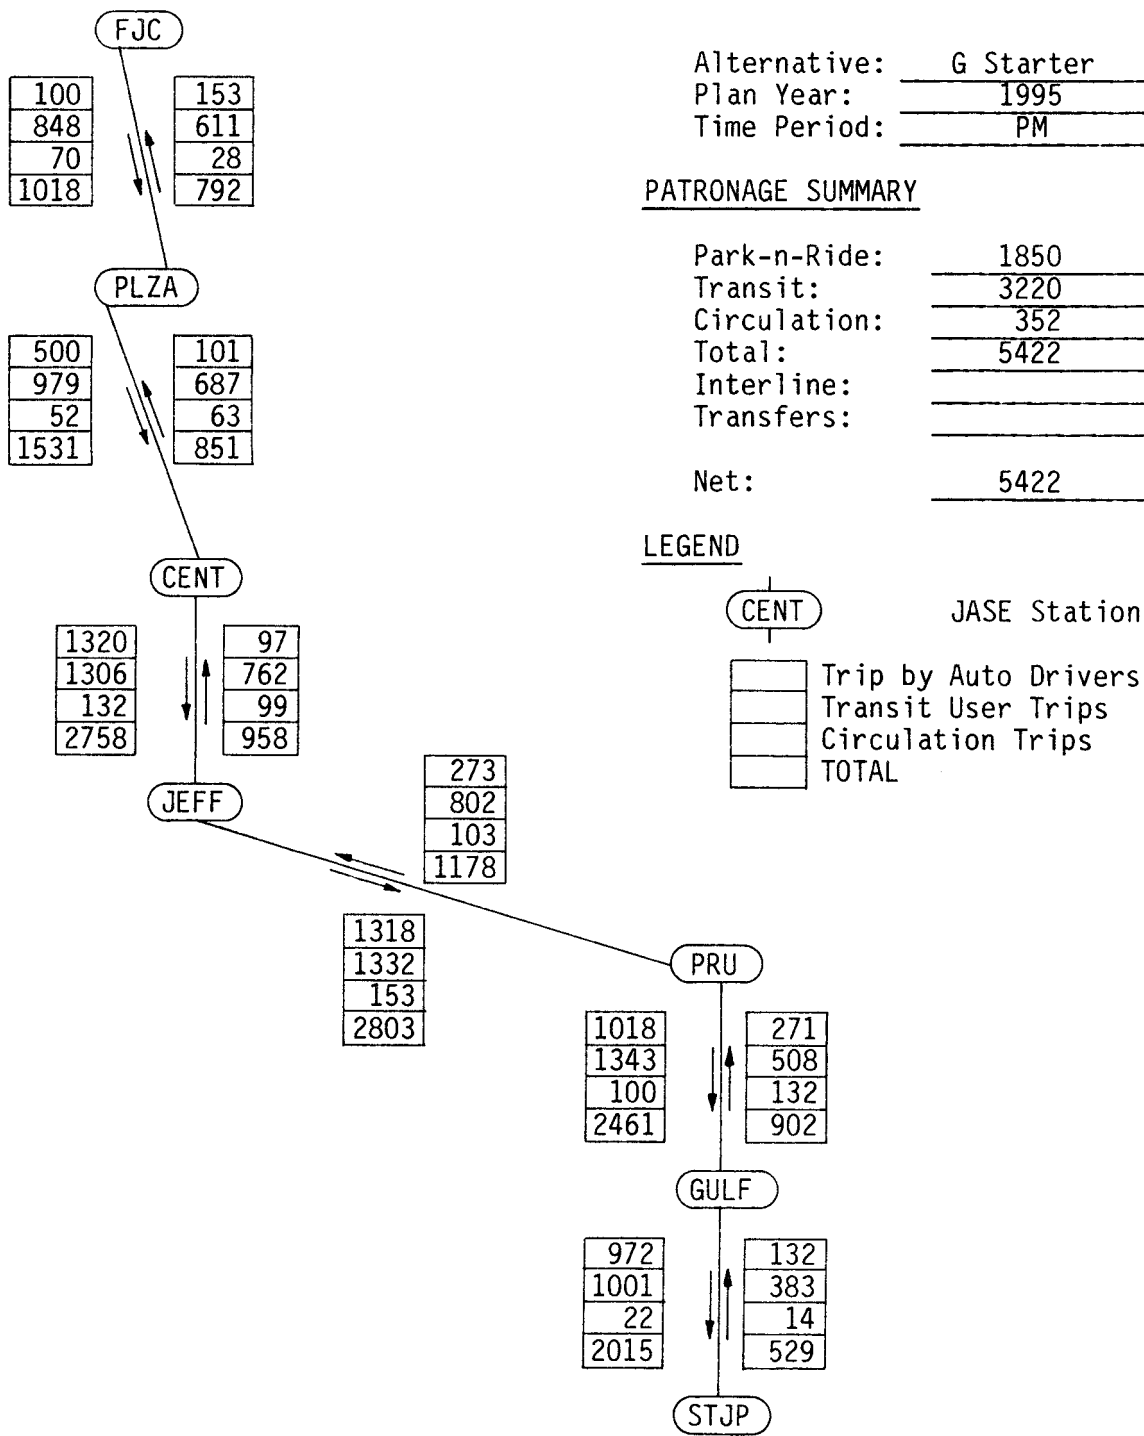 FJC
100 153
848 611
70 28
1018 792
PLZA
500 101
979 687
52 63
1531 851
CENT
1320 97
1306 762
132 99
2758 958
JEFF
273
802
103
1178
1318
1332
153
2803
PRU
1018 271
1343 508
100 132
2461 902
GULF
972 132
1001 383
22 14
2015 529
STJP
Alternative: G Starter
Plan Year: 1995
Time Period: PM
PATRONAGE SUMMARY
Park-n-Ride: 1850
Transit: 3220
Circulation: 352
Total: 5422
Interline:
Transfers:
Net: 5422
LEGEND
CENT JASE Station
Trip by Auto Drivers
Transit User Trips
Circulation Trips
TOTAL